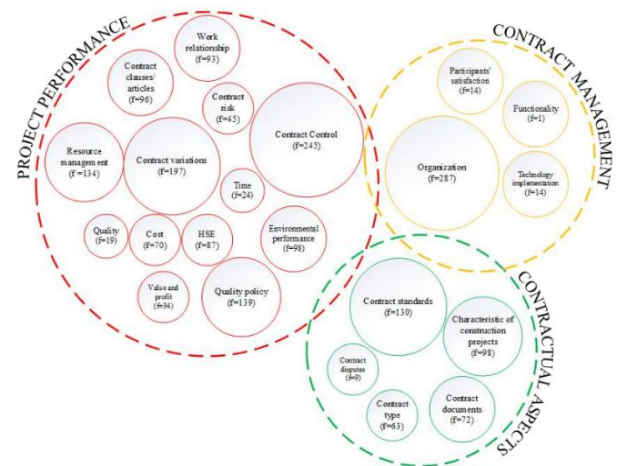 PROJECT PERFORMANCE
Work relationship
(f=93)
Contract
clauses/
articles
(f=96)
Contract
risk
(f=45)
Contract Control
(f=245)
Resource
management
(f =134)
Contract variations
(f=197)
Time
(f=24)
Quality
(f=19)
Cost
(f=70)
HSE
(f=87)
Environmental
performance
(f=98)
Value and
profit
(f=34)
Quality policy
(f=139)
CONTRACT MANAGEMENT
Participants'
satisfaction
(f=14)
Functionality
(f=1)
Organization
(f=287)
Technology
implementation
(f=14)
CONTRACTUAL ASPECTS
Contract standards
(f=130)
Characteristic of
construction
projects
(f=98)
Contract
disputes
(f=9)
Contract
type
(f=63)
Contract
documents
(f=72)